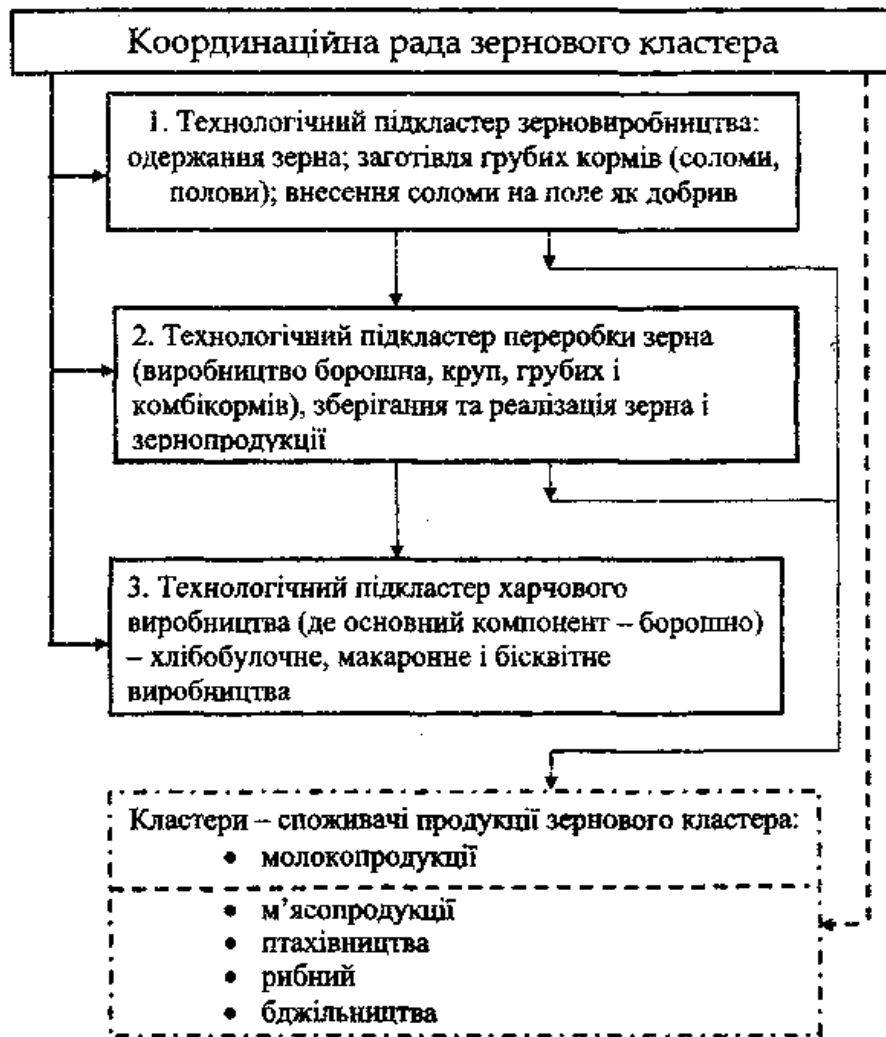 Координаційна рада зернового кластера
1. Технологічний підкластер зерновиробництва:
одержання зерна; заготівля грубих кормів (соломи,
полови); внесення соломи на поле як добрив
2. Технологічний підкластер переробки зерна
(виробництво борошна, круп, грубих і
комбікормів), зберігання та реалізація зерна і
зернопродукції
3. Технологічний підкластер харчового
виробництва (де основний компонент – борошно)
– хлібобулочне, макаронне і бісквітне
виробництва
Кластери – споживачі продукції зернового кластера:
• молокопродукції
• м’ясопродукції
• птахівництва
• рибний
• бджільництва